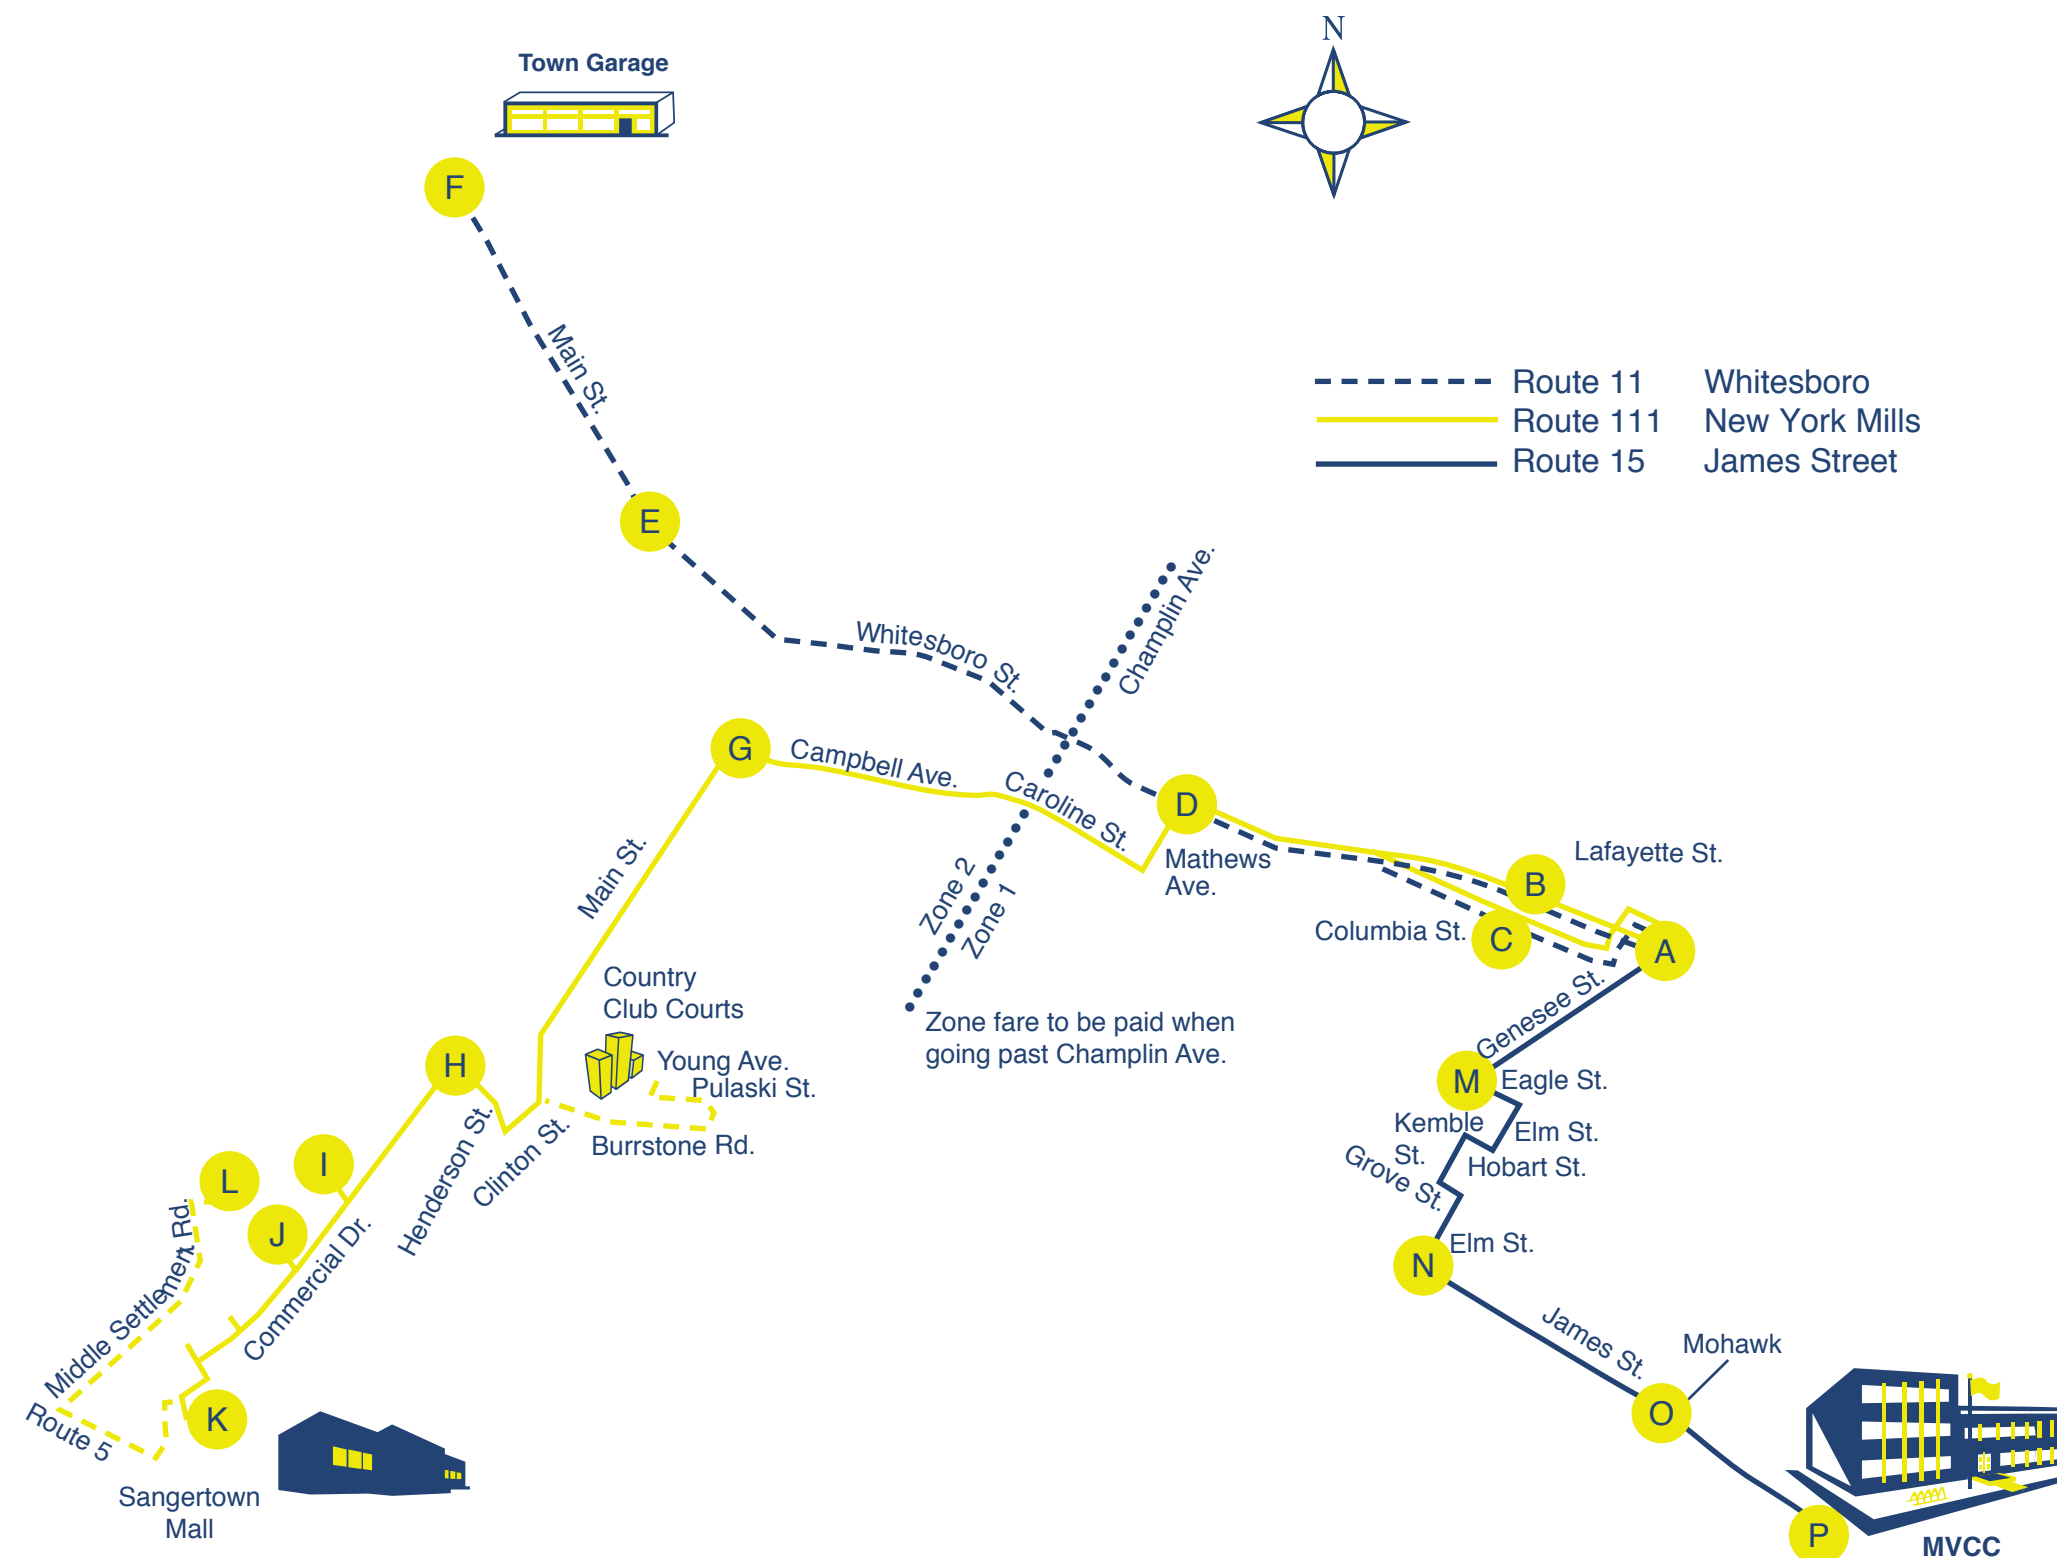 N
Town Garage
F
Main St.
Route 11 Whitesboro
Route 111 New York Mills
Route 15 James Street
E
Champlin Ave.
Whitesboro St.
G
Campbell Ave.
Caroline St.
D
Mathews
Ave.
B
Lafayette St.
Columbia St.
C
A
Main St.
Zone 2
Zone 1
Country
Club Courts
Zone fare to be paid when
going past Champlin Ave.
Genesee St.
H
Young Ave.
Pulaski St.
M
Eagle St.
Kemble
St.
Elm St.
Burrstone Rd.
Hobart St.
Grove St.
Henderson St.
Clinton St.
L
I
J
Middle Settlement Rd.
Commercial Dr.
N
Elm St.
James St.
Mohawk
O
Route 5
K
Sangertown
Mall
P
MVCC